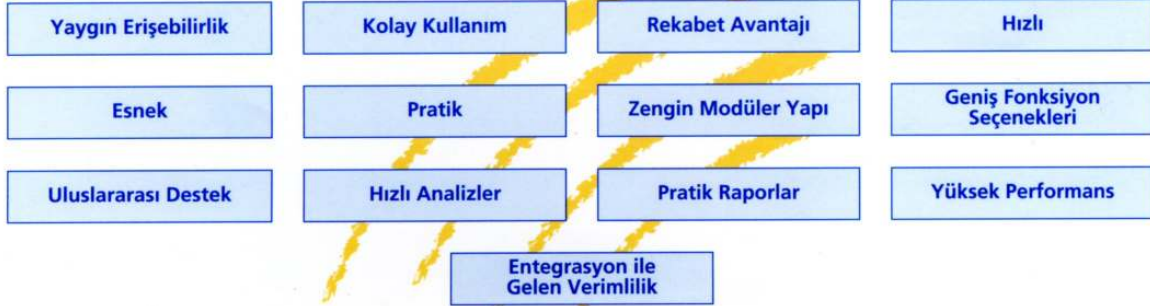 Yaygın Erişebilirlik
Kolay Kullanım
Rekabet Avantajı
Hızlı
Esnek
Pratik
Zengin Modüler Yapı
Geniş Fonksiyon
Seçenekleri
Uluslararası Destek
Hızlı Analizler
Pratik Raporlar
Yüksek Performans
Entegrasyon ile
Gelen Verimlilik